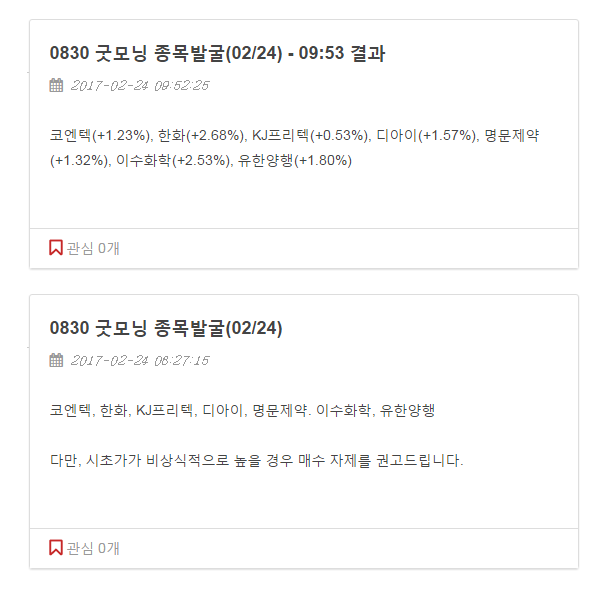 0830 굿모닝 종목발굴(02/24) - 09:53 결과
2017-02-24 09:52:25
코엔텍(+1.23%), 한화(+2.68%), KJ프리텍(+0.53%), 디아이(+1.57%), 명문제약
(+1.32%), 이수화학(+2.53%), 유한양행(+1.80%)
관심 0개
0830 굿모닝 종목발굴(02/24)
2017-02-24 06:27:15
코엔텍, 한화, KJ프리텍, 디아이, 명문제약. 이수화학, 유한양행
다만, 시초가가 비상식적으로 높을 경우 매수 자제를 권고드립니다.
관심 0개